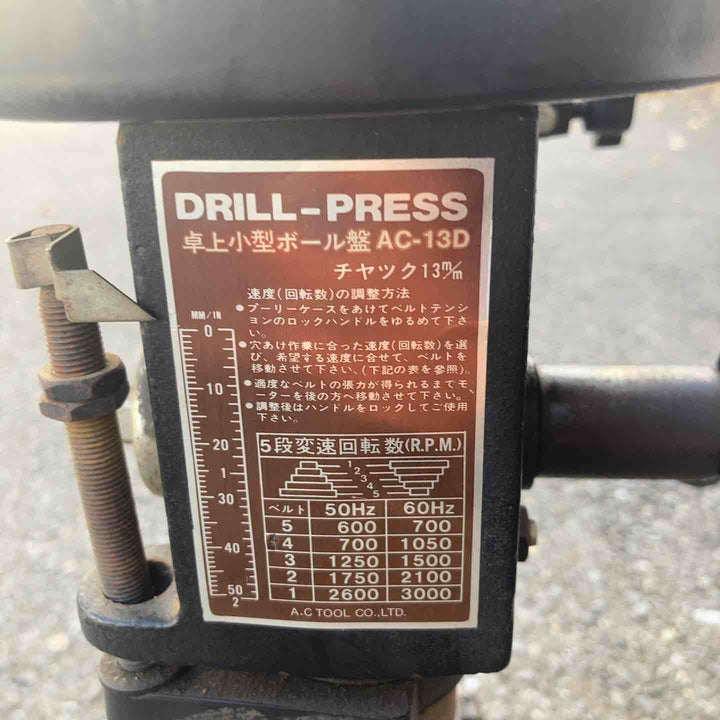 DRILL-PRESS
卓上小型ボール盤 AC-13D
チヤツク13m/m
速度(回転数)の調整方法
●プーリーケースをあけてベルトテンシ
ョンのロックハンドルをゆるめて下さ
い。
●穴あけ作業に合った速度(回転数)を選
び、希望する速度に合せて、ベルトを
移動させて下さい、(下記の表を参照)。
●適度なベルトの張力が得られるまでモ
ーターを後の方へ移動させて下さい。
●調整後はハンドルをロックしてご使用
下さい。
MM/IN
0
10
20
1
30
40
50
2
5段変速回転数(R.P.M.)
1
2
3
4
5
ベルト 50Hz 60Hz
5 600 700
4 700 1050
3 1250 1500
2 1750 2100
1 2600 3000
A-C TOOL CO.,LTD.